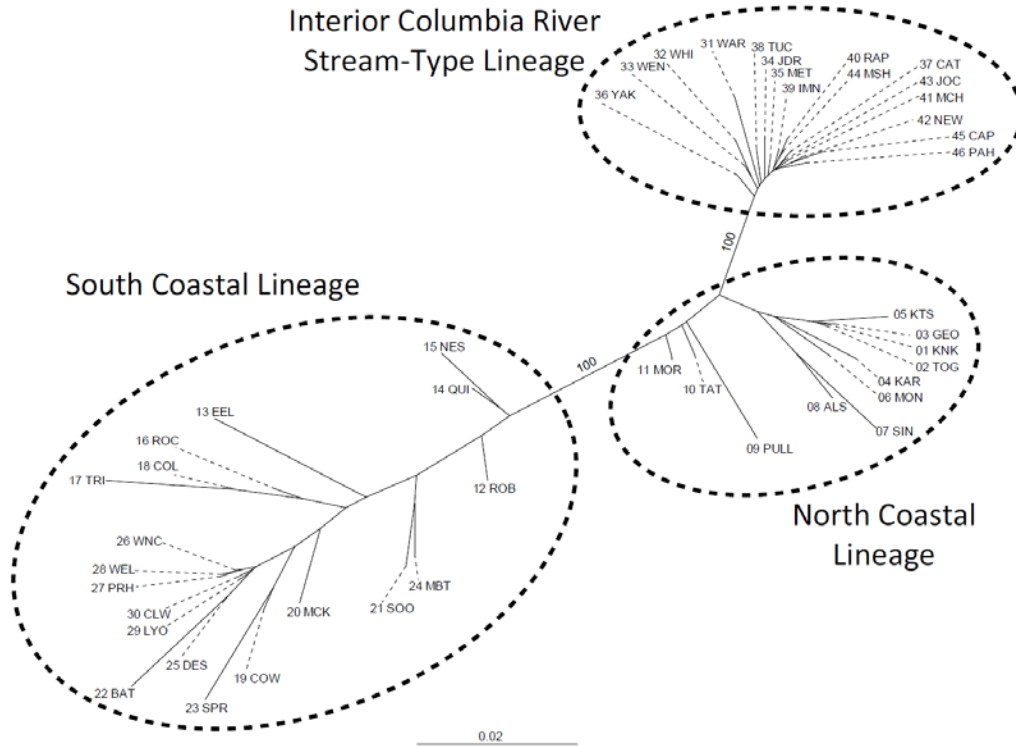 Interior Columbia River
Stream-Type Lineage
31 WAR
32 WHI
33 WEN
36 YAK
38 TUC
34 JDR
35 MET
39 IMN
40 RAP
44 MSH
37 CAT
43 JOC
41 MCH
42 NEW
45 CAP
46 PAH
100
South Coastal Lineage
05 KTS
03 GEO
01 KNK
02 TOG
04 KAR
06 MON
08 ALS
07 SIN
11 MOR
10 TAT
09 PULL
100
North Coastal
Lineage
15 NES
14 QUI
13 EEL
16 ROC
18 COL
17 TRI
12 ROB
26 WNC
28 WEL
27 PRH
30 CLW
29 LYO
24 MBT
21 SOO
20 MCK
25 DES
19 COW
22 BAT
23 SPR
0.02